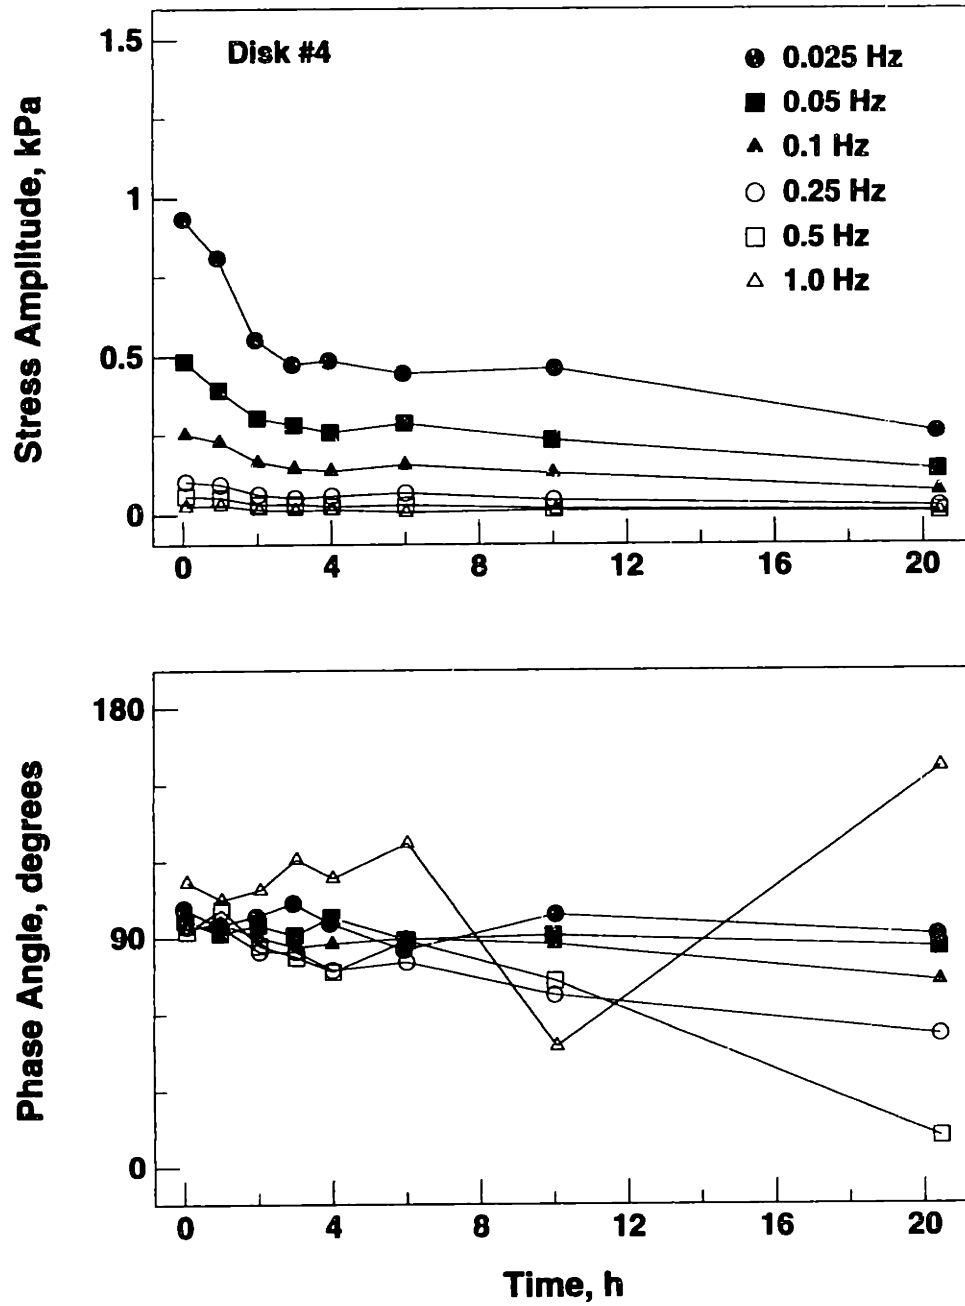 Disk #4
0.025 Hz
0.05 Hz
0.1 Hz
0.25 Hz
0.5 Hz
1.0 Hz
Stress Amplitude, kPa
1.5
1
0.5
0
0 4 8 12 16 20
Phase Angle, degrees
180
90
0
0 4 8 12 16 20
Time, h